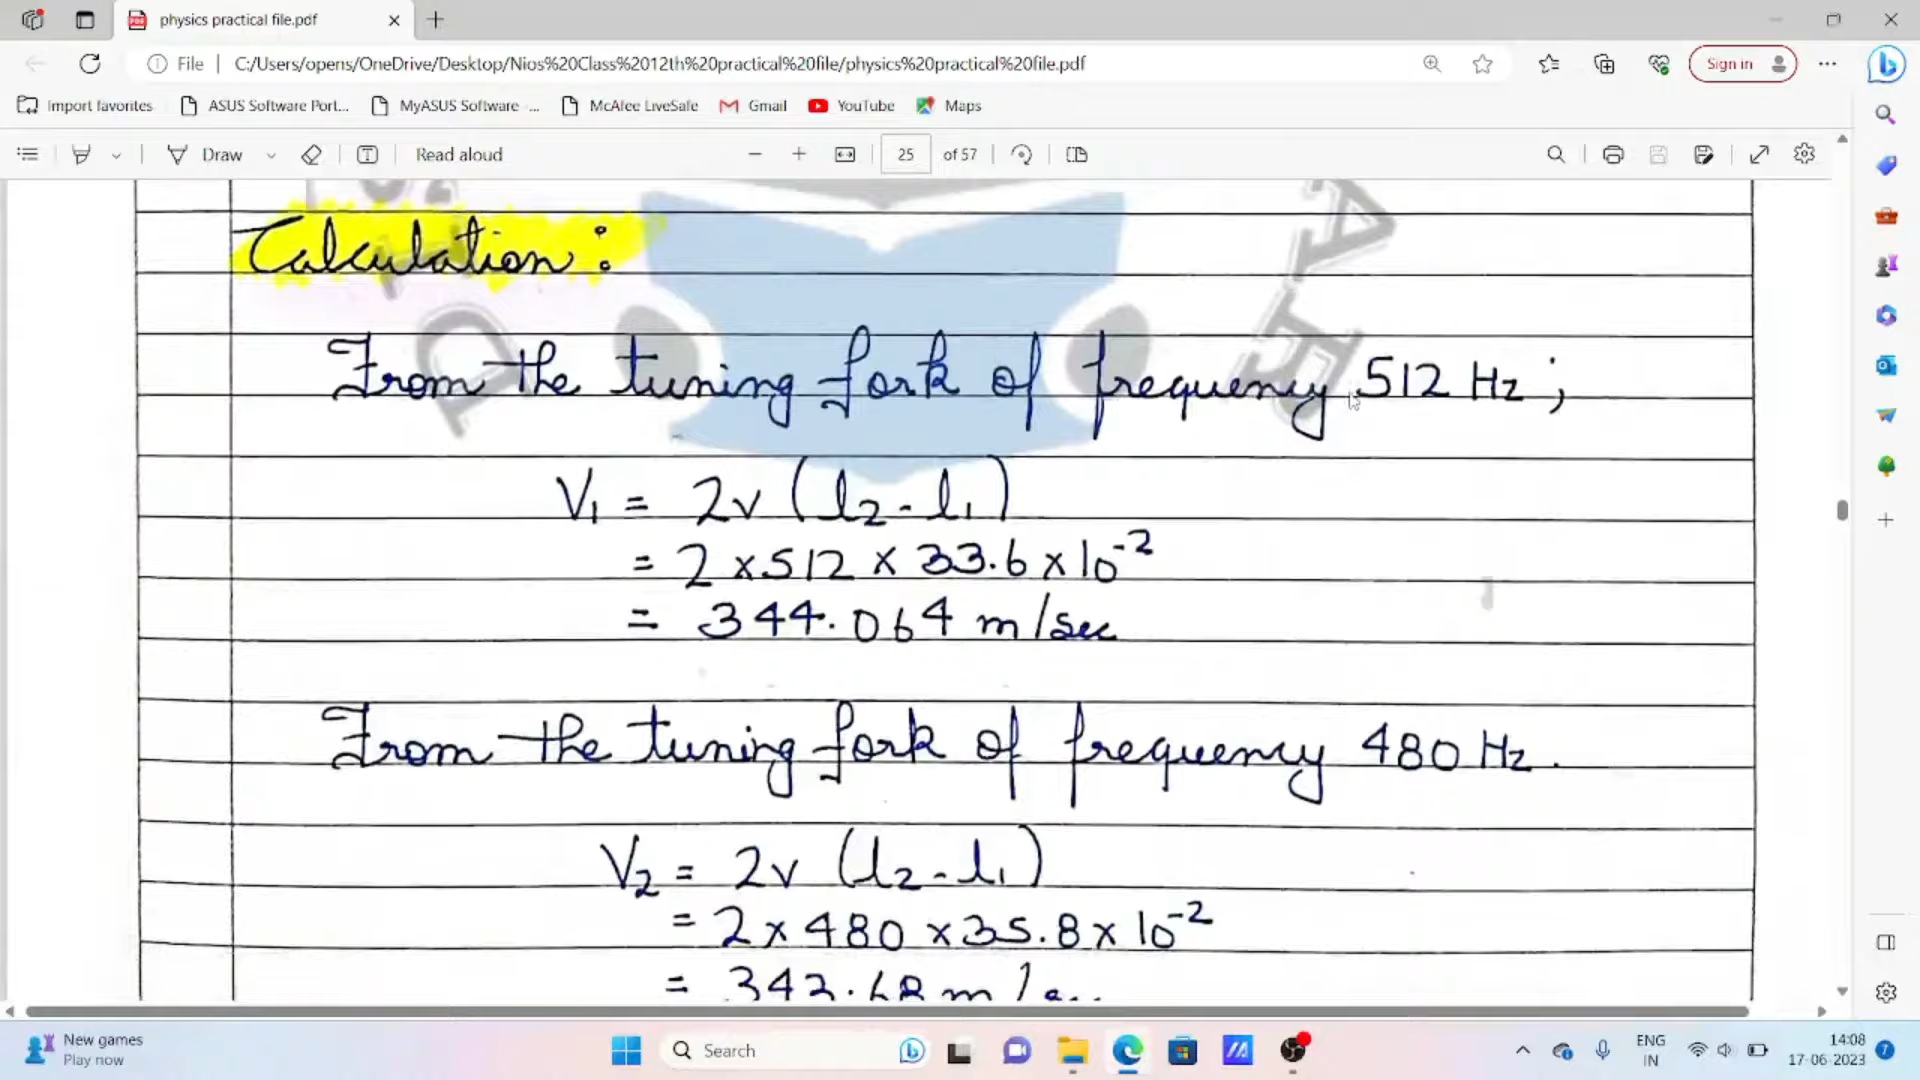 physics practical file.pdf
File | C:/Users/opens/OneDrive/Desktop/Nios%20Class%2012th%20practical%20file/physics%20practical%20file.pdf
Sign in
Import favorites ASUS Software Port... MyASUS Software ... McAfee LiveSafe Gmail YouTube Maps
Draw Read aloud 25 of 57
Calculation:
From the tuning fork of frequency 512 Hz ;
V₁ = 2v (l₂ - l₁)
= 2 x 512 x 33.6 x 10⁻²
= 344.064 m/sec
From the tuning fork of frequency 480 Hz .
V₂ = 2v (l₂ - l₁)
= 2 x 480 x 35.8 x 10⁻²
New games
Play now
Search
ENG
IN
14:08
17-06-2023
7